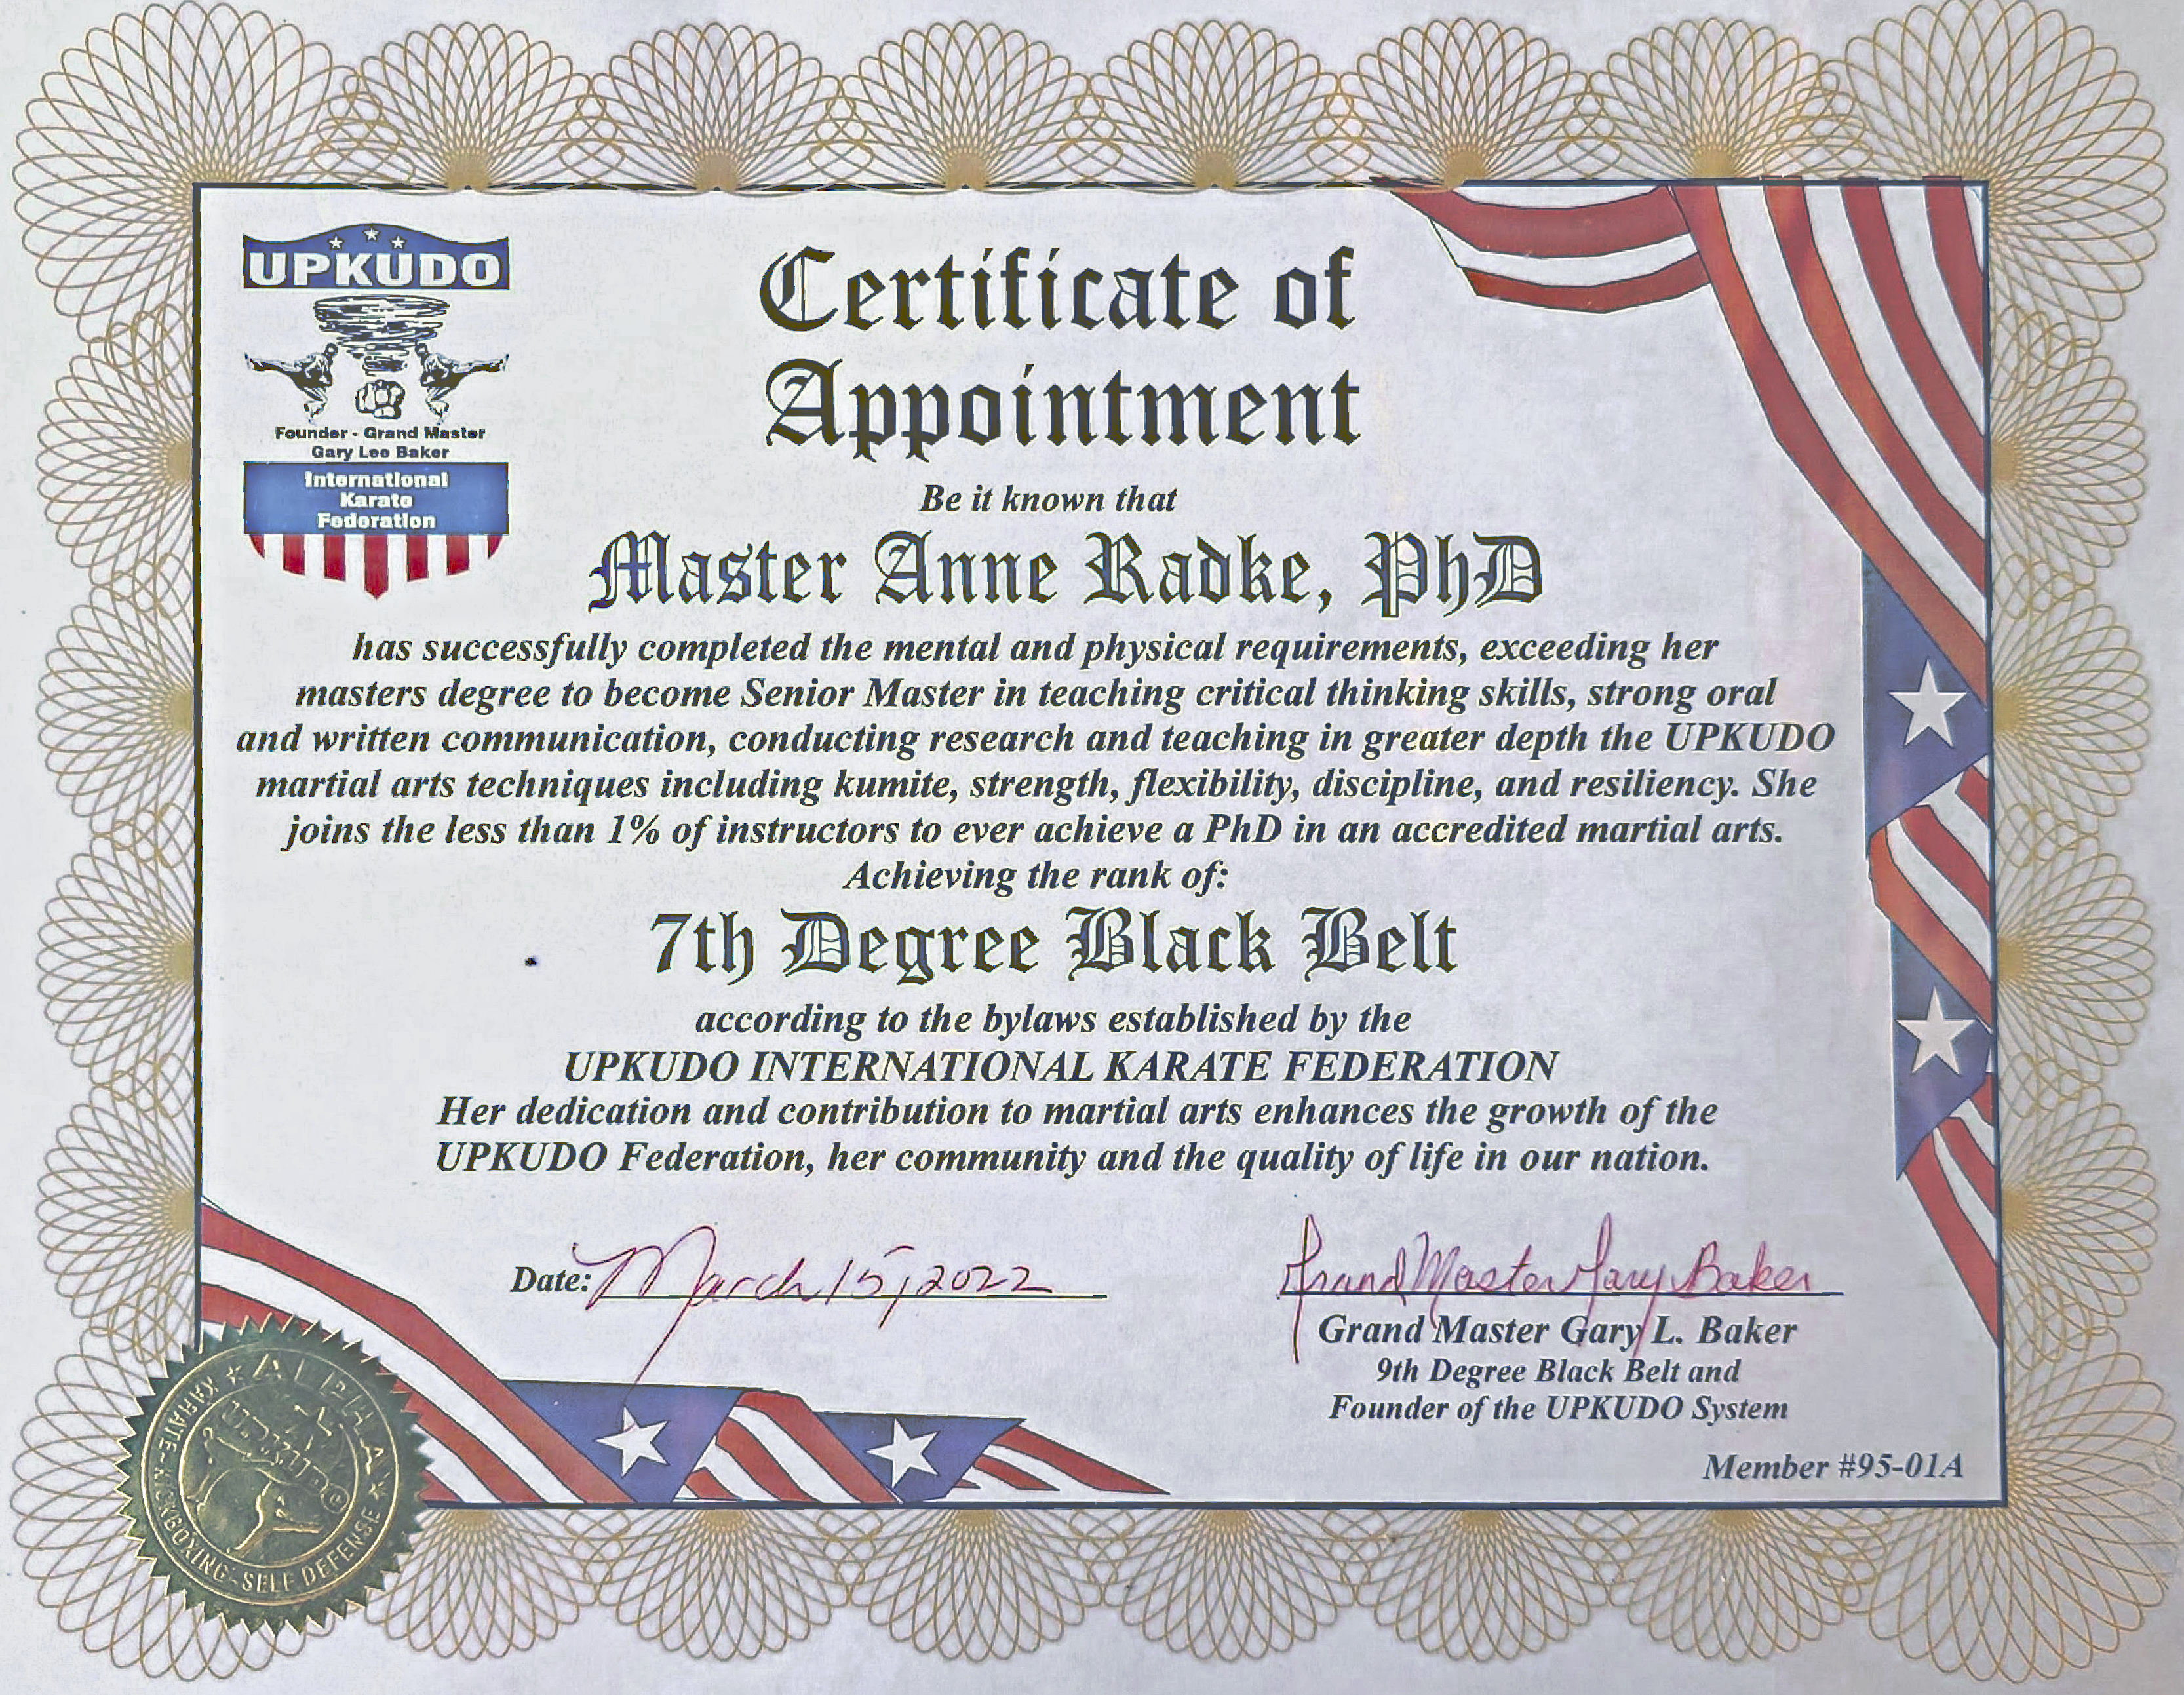 UPKUDO
Founder - Grand Master
Gary Lee Baker
International
Karate
Federation
Certificate of
Appointment
Be it known that
Master Anne Radke, PhD
has successfully completed the mental and physical requirements, exceeding her
masters degree to become Senior Master in teaching critical thinking skills, strong oral
and written communication, conducting research and teaching in greater depth the UPKUDO
martial arts techniques including kumite, strength, flexibility, discipline, and resiliency. She
joins the less than 1% of instructors to ever achieve a PhD in an accredited martial arts.
Achieving the rank of:
7th Degree Black Belt
according to the bylaws established by the
UPKUDO INTERNATIONAL KARATE FEDERATION
Her dedication and contribution to martial arts enhances the growth of the
UPKUDO Federation, her community and the quality of life in our nation.
Date: March 15, 2022
Grand Master Gary Baker
Grand Master Gary L. Baker
9th Degree Black Belt and
Founder of the UPKUDO System
Member #95-01A
ALPHA
UPKUDO
KARATE-KICKBOXING-SELF DEFENSE